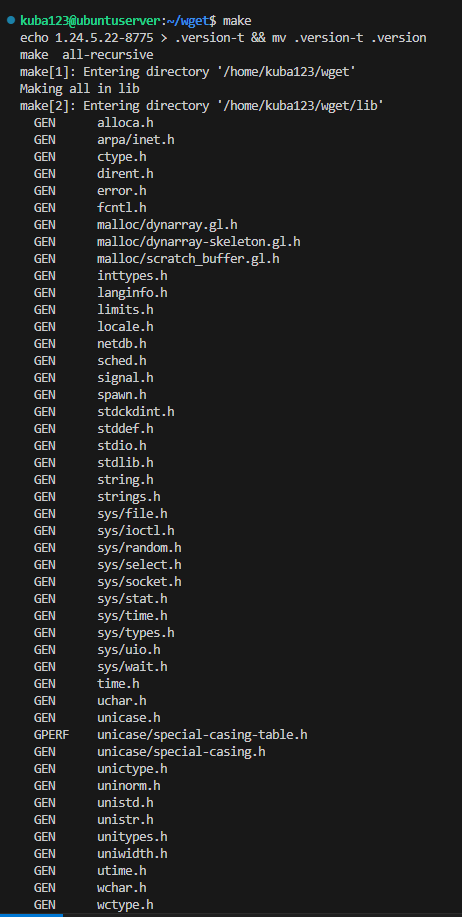 kuba123@ubuntuserver:~/wget$ make
echo 1.24.5.22-8775 > .version-t && mv .version-t .version
make  all-recursive
make[1]: Entering directory '/home/kuba123/wget'
Making all in lib
make[2]: Entering directory '/home/kuba123/wget/lib'
  GEN      alloca.h
  GEN      arpa/inet.h
  GEN      ctype.h
  GEN      dirent.h
  GEN      error.h
  GEN      fcntl.h
  GEN      malloc/dynarray.gl.h
  GEN      malloc/dynarray-skeleton.gl.h
  GEN      malloc/scratch_buffer.gl.h
  GEN      inttypes.h
  GEN      langinfo.h
  GEN      limits.h
  GEN      locale.h
  GEN      netdb.h
  GEN      sched.h
  GEN      signal.h
  GEN      spawn.h
  GEN      stdckdint.h
  GEN      stddef.h
  GEN      stdio.h
  GEN      stdlib.h
  GEN      string.h
  GEN      strings.h
  GEN      sys/file.h
  GEN      sys/ioctl.h
  GEN      sys/random.h
  GEN      sys/select.h
  GEN      sys/socket.h
  GEN      sys/stat.h
  GEN      sys/time.h
  GEN      sys/types.h
  GEN      sys/uio.h
  GEN      sys/wait.h
  GEN      time.h
  GEN      uchar.h
  GEN      unicase.h
  GPERF    unicase/special-casing-table.h
  GEN      unicase/special-casing.h
  GEN      unictype.h
  GEN      uninorm.h
  GEN      unistd.h
  GEN      unistr.h
  GEN      unitypes.h
  GEN      uniwidth.h
  GEN      utime.h
  GEN      wchar.h
  GEN      wctype.h